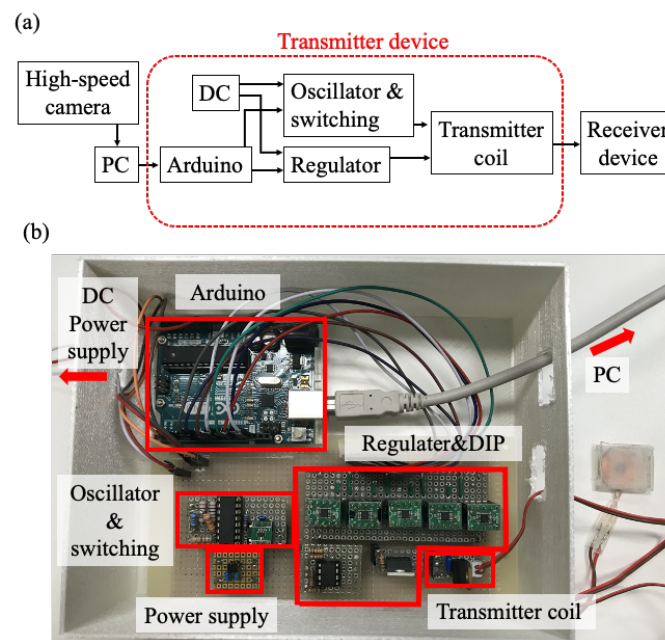 (a)
Transmitter device
High-speed
camera
PC
DC
Arduino
Oscillator &
switching
Regulator
Transmitter
coil
Receiver
device
(b)
DC
Power
supply
Arduino
PC
Regulater&DIP
Oscillator
&
switching
Power supply
Transmitter coil